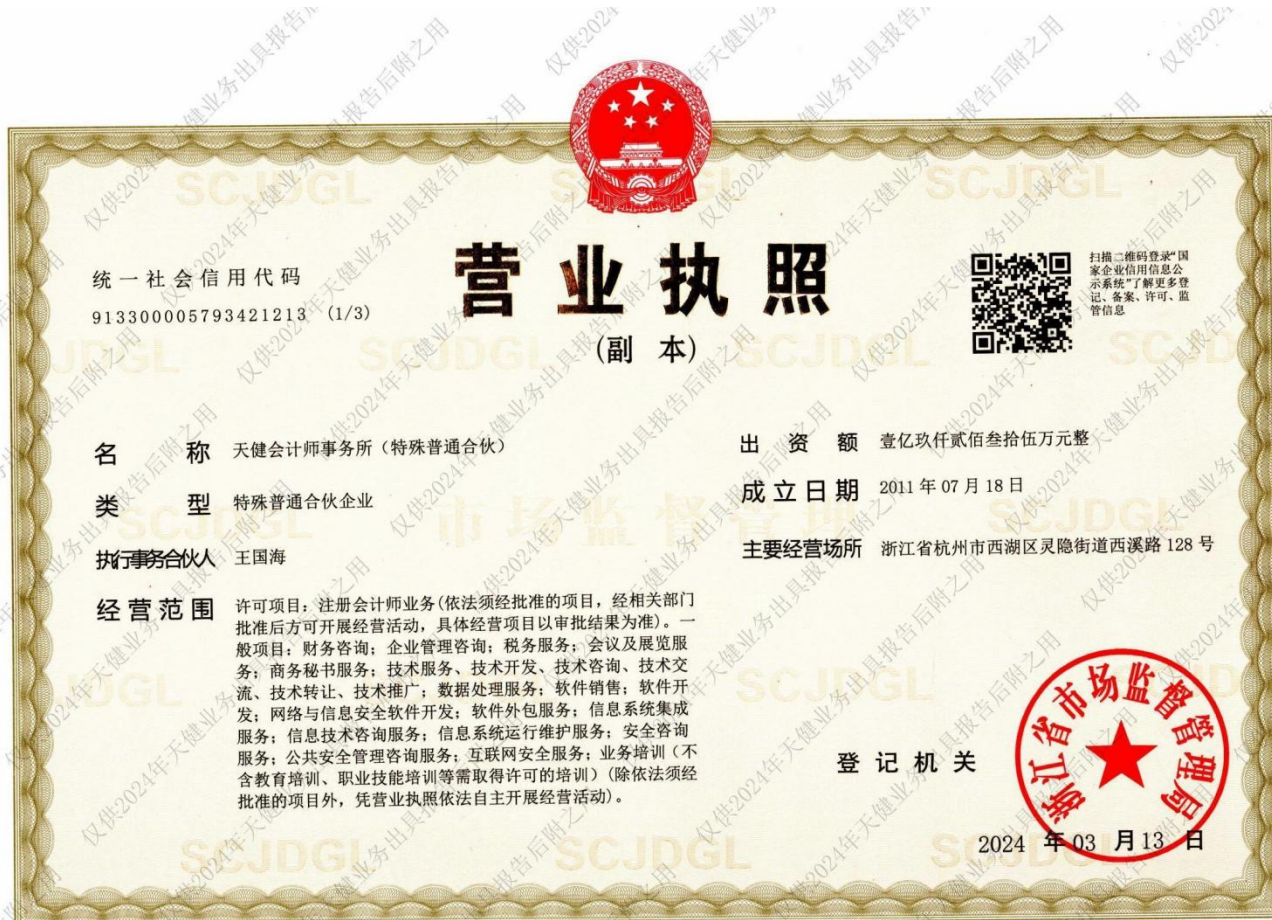 统一社会信用代码
913300005793421213 (1/3)
营业执照
(副 本)
扫描二维码登录“国
家企业信用信息公
示系统”了解更多登
记、备案、许可、监
管信息
名 称 天健会计师事务所（特殊普通合伙）
类 型 特殊普通合伙企业
执行事务合伙人 王国海
经营范围 许可项目：注册会计师业务(依法须经批准的项目，经相关部门
批准后方可开展经营活动，具体经营项目以审批结果为准)。一
般项目：财务咨询；企业管理咨询；税务服务；会议及展览服
务；商务秘书服务；技术服务、技术开发、技术咨询、技术交
流、技术转让、技术推广；数据处理服务；软件销售；软件开
发；网络与信息安全软件开发；软件外包服务；信息系统集成
服务；信息技术咨询服务；信息系统运行维护服务；安全咨询
服务；公共安全管理咨询服务；互联网安全服务；业务培训（不
含教育培训、职业技能培训等需取得许可的培训）(除依法须经
批准的项目外，凭营业执照依法自主开展经营活动)。
出 资 额 壹亿玖仟贰佰叁拾伍万元整
成立日期 2011年07月18日
主要经营场所 浙江省杭州市西湖区灵隐街道西溪路128号
登记机关
浙江省市场监督管理局
2024 年 03 月 13 日
SCJDGL
市场监督管理
仅供2024年天健业务出具报告后附之用